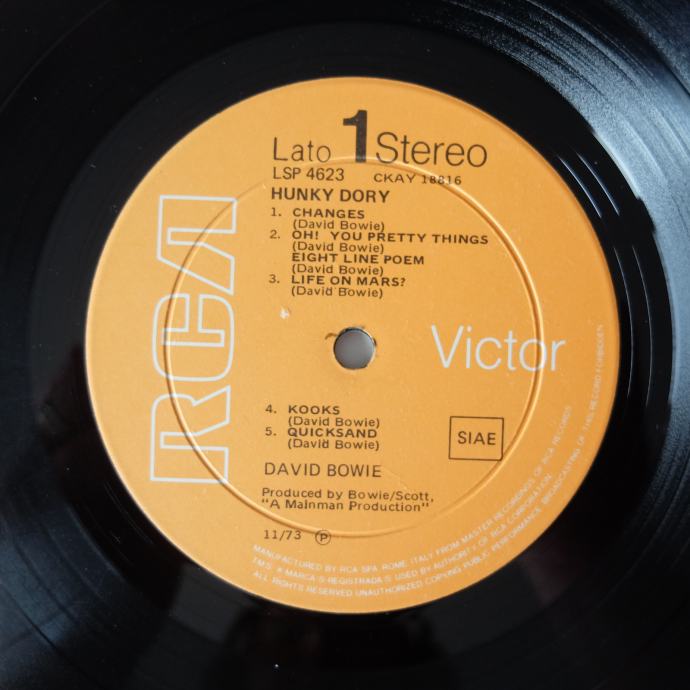 Lato 1 Stereo
LSP 4623 CKAY 18816
HUNKY DORY
1. CHANGES
(David Bowie)
2. OH! YOU PRETTY THINGS
(David Bowie)
EIGHT LINE POEM
(David Bowie)
3. LIFE ON MARS?
(David Bowie)
RCA
Victor
4. KOOKS
(David Bowie)
5. QUICKSAND
(David Bowie)
SIAE
DAVID BOWIE
Produced by Bowie/Scott,
"A Mainman Production"
11/73 Ⓟ
MANUFACTURED BY RCA SPA ROME ITALY FROM MASTER RECORDINGS OF RCA RECORDS
TMS ® MARCA S REGISTRADA S USED BY AUTHORITY OF RCA CORPORATION
ALL RIGHTS RESERVED UNAUTHORIZED COPYING PUBLIC PERFORMANCE BROADCASTING OF THIS RECORD FORBIDDEN